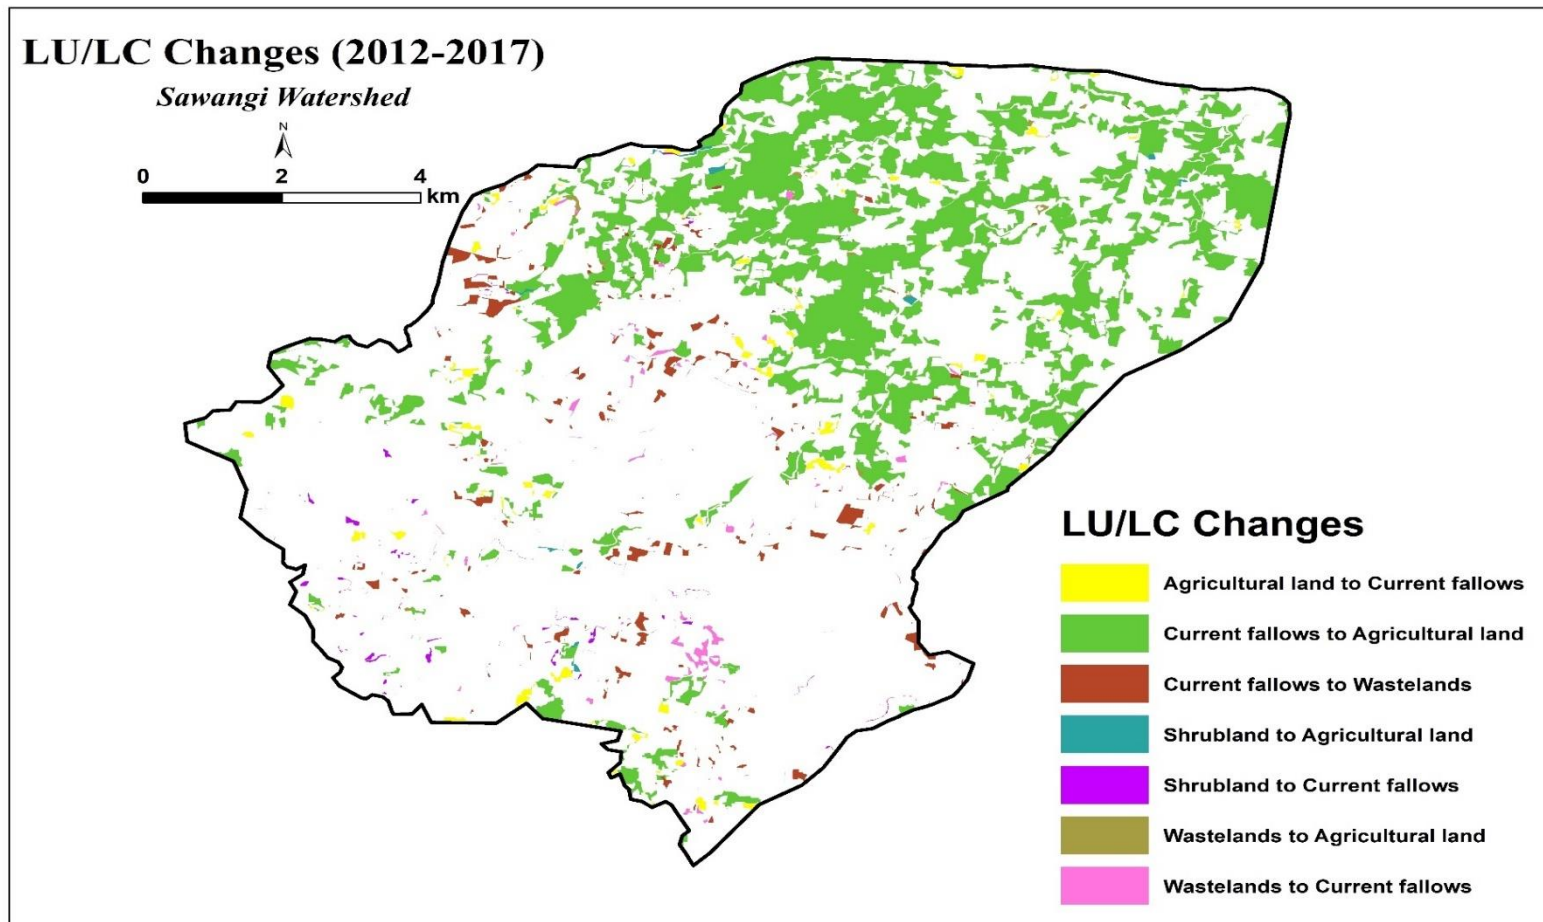 LU/LC Changes (2012-2017)
Sawangi Watershed
N
0 2 4
km
LU/LC Changes
Agricultural land to Current fallows
Current fallows to Agricultural land
Current fallows to Wastelands
Shrubland to Agricultural land
Shrubland to Current fallows
Wastelands to Agricultural land
Wastelands to Current fallows